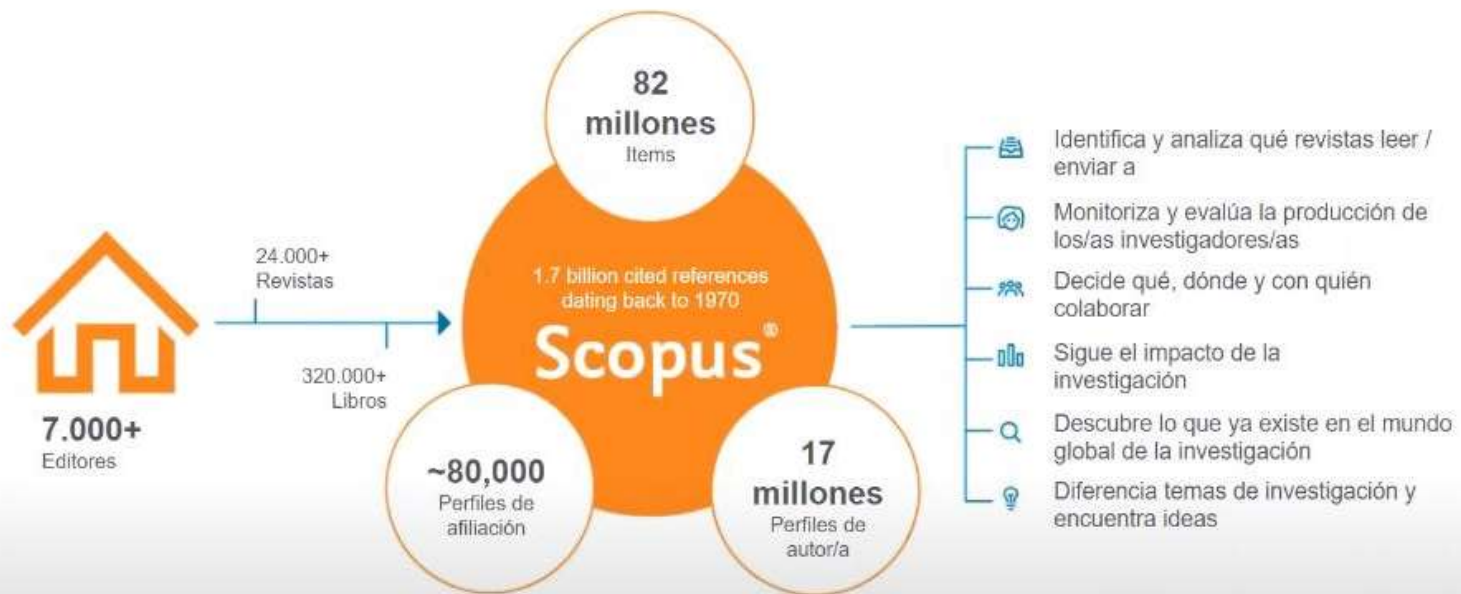 7.000+
Editores
24.000+
Revistas
320.000+
Libros
82
millones
Items
1.7 billion cited references
dating back to 1970
Scopus®
~80,000
Perfiles de
afiliación
17
millones
Perfiles de
autor/a
Identifica y analiza qué revistas leer /
enviar a
Monitoriza y evalúa la producción de
los/as investigadores/as
Decide qué, dónde y con quién
colaborar
Sigue el impacto de la
investigación
Descubre lo que ya existe en el mundo
global de la investigación
Diferencia temas de investigación y
encuentra ideas